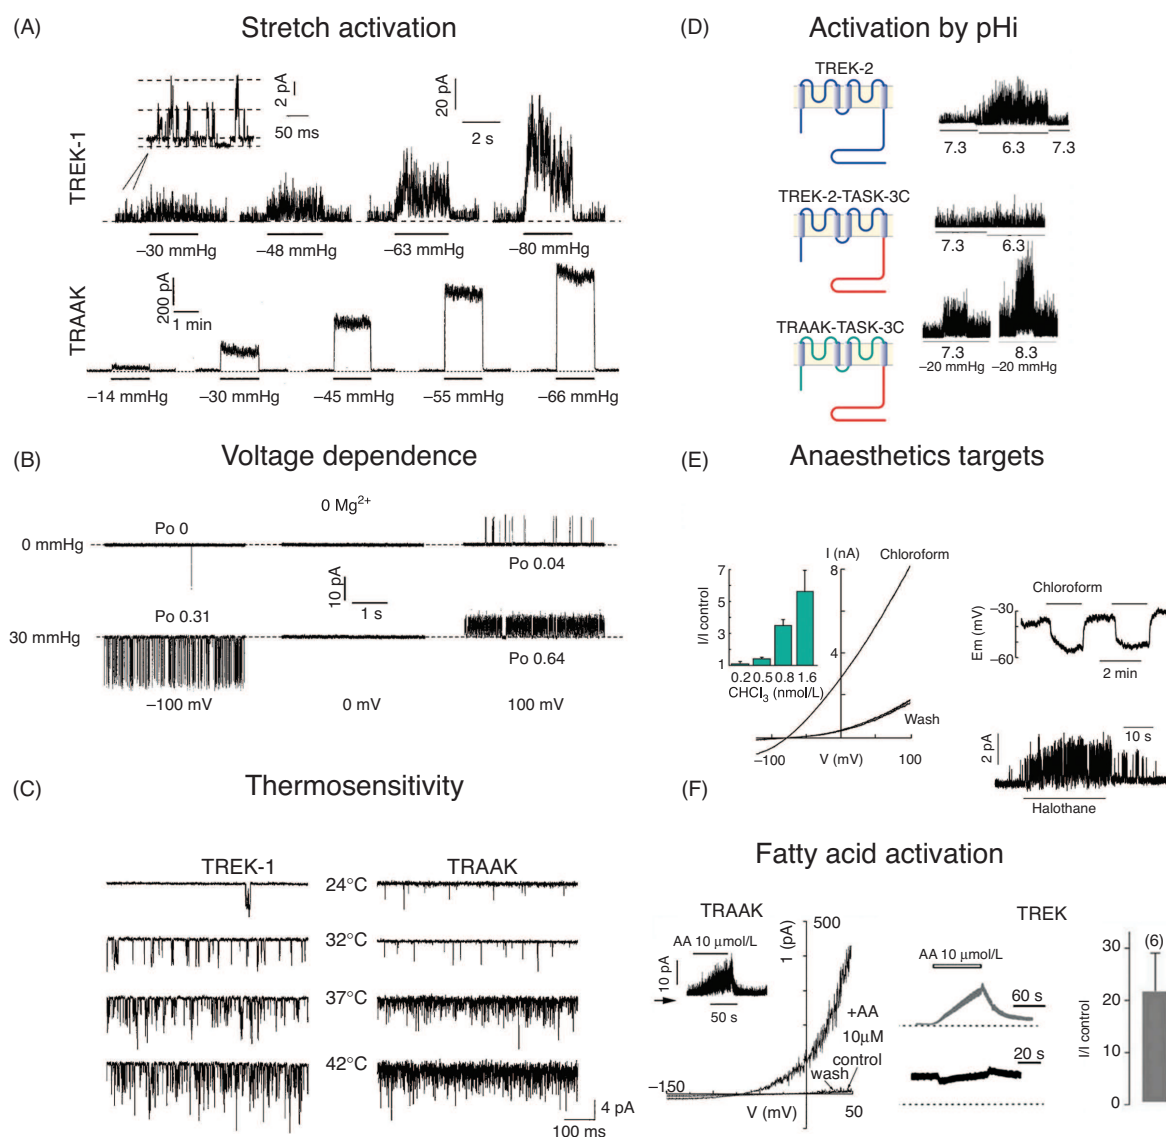 (A)
Stretch activation
TREK-1
2 pA
50 ms
20 pA
2 s
–30 mmHg
–48 mmHg
–63 mmHg
–80 mmHg
TRAAK
200 pA
1 min
–14 mmHg
–30 mmHg
–45 mmHg
–55 mmHg
–66 mmHg
(B)
Voltage dependence
0 Mg2+
Po 0
0 mmHg
Po 0.04
10 pA
1 s
Po 0.31
30 mmHg
Po 0.64
–100 mV
0 mV
100 mV
(C)
Thermosensitivity
TREK-1
TRAAK
24°C
32°C
37°C
42°C
4 pA
100 ms
(D)
Activation by pHi
TREK-2
7.3
6.3
7.3
TREK-2-TASK-3C
7.3
6.3
TRAAK-TASK-3C
7.3
–20 mmHg
8.3
–20 mmHg
(E)
Anaesthetics targets
I (nA)
8
Chloroform
4
7
5
3
1
I/I control
0.2
0.5
0.8
1.6
CHCl3 (nmol/L)
Wash
–100
V (mV)
100
Chloroform
–30
Em (mV)
–60
2 min
10 s
2 pA
Halothane
(F)
Fatty acid activation
TRAAK
AA 10 μmol/L
10 pA
50 s
1 (pA)
500
+AA
10μM
control
wash
–150
V (mV)
50
TREK
AA 10 μmol/L
60 s
20 s
30
20
10
0
I/I control
(6)